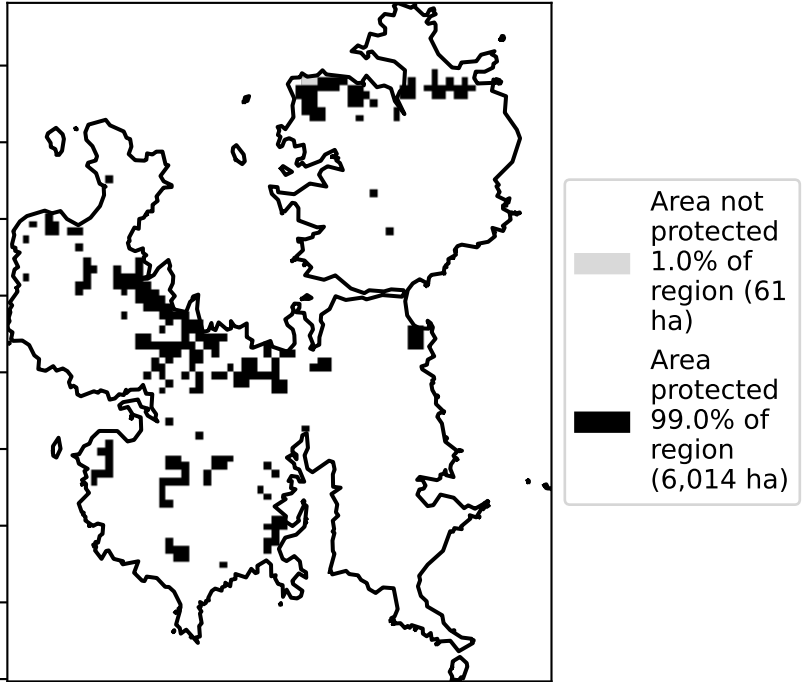 Area not
protected
1.0% of
region (61
ha)
Area
protected
99.0% of
region
(6,014 ha)